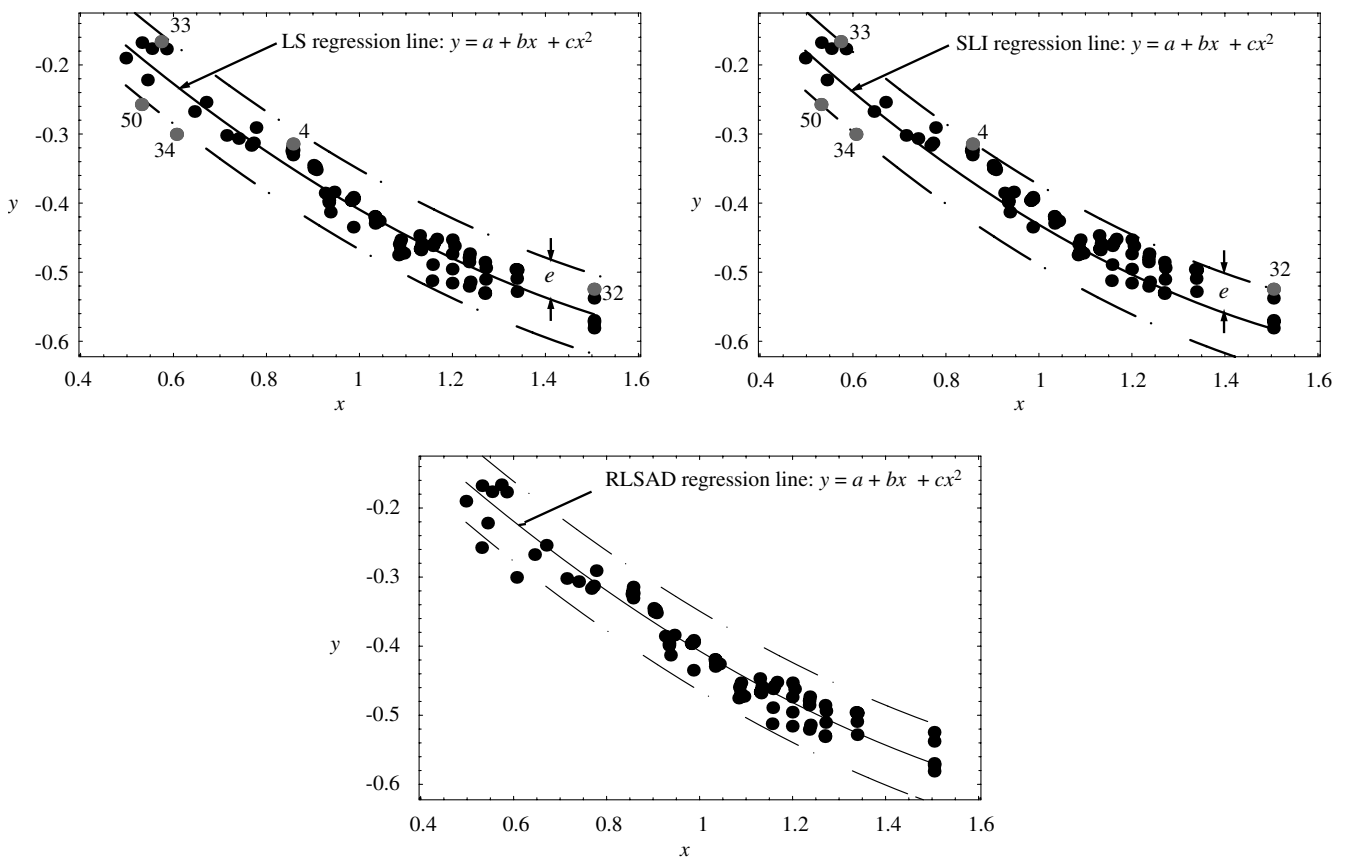 LS regression line: y = a + bx + cx²
33
50
34
4
e
32
-0.2
-0.3
-0.4
-0.5
-0.6
y
0.4 0.6 0.8 1 1.2 1.4 1.6
x
SLI regression line: y = a + bx + cx²
33
50
34
4
e
32
-0.2
-0.3
-0.4
-0.5
-0.6
y
0.4 0.6 0.8 1 1.2 1.4 1.6
x
RLSAD regression line: y = a + bx + cx²
-0.2
-0.3
-0.4
-0.5
-0.6
y
0.4 0.6 0.8 1 1.2 1.4 1.6
x